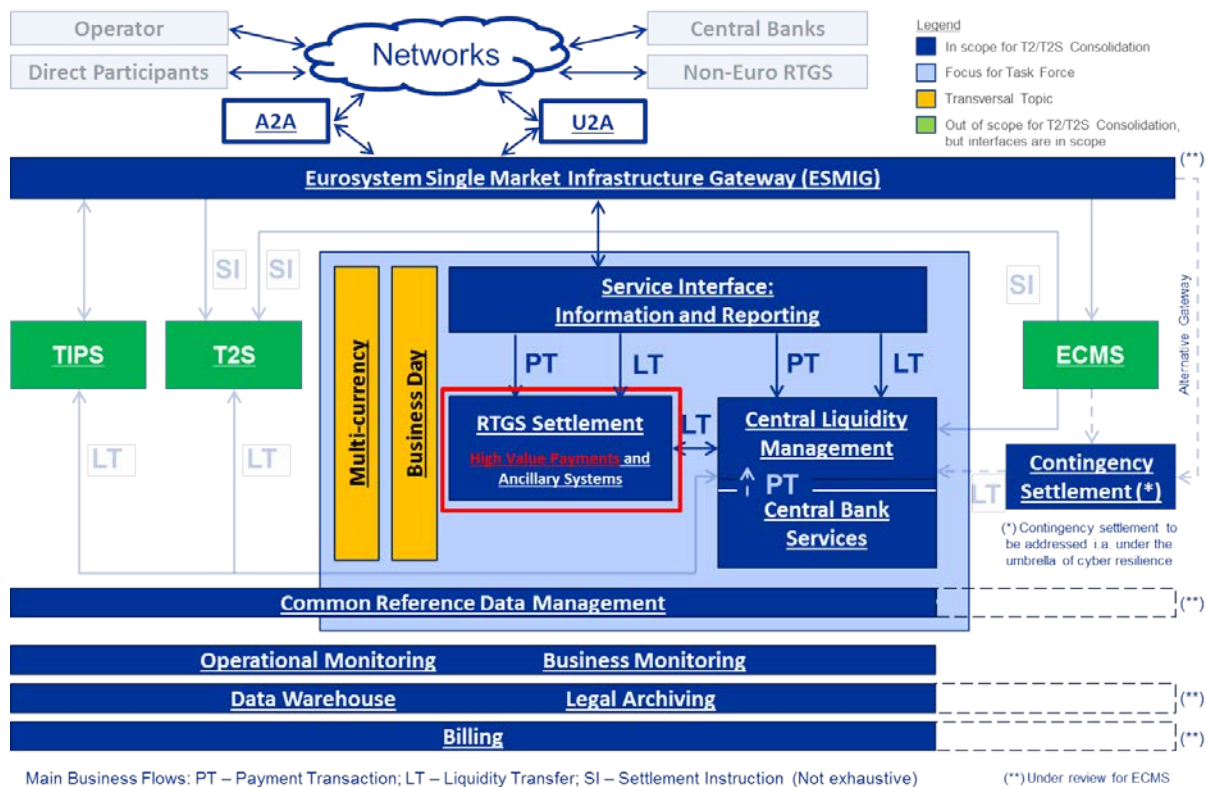 Operator
Direct Participants
Networks
Central Banks
Non-Euro RTGS
A2A
U2A
Legend
In scope for T2/T2S Consolidation
Focus for Task Force
Transversal Topic
Out of scope for T2/T2S Consolidation,
but interfaces are in scope
Eurosystem Single Market Infrastructure Gateway (ESMIG)
(**)
SI
SI
SI
Alternative Gateway
TIPS
T2S
ECMS
Multi-currency
Business Day
Service Interface:
Information and Reporting
PT
LT
PT
LT
RTGS Settlement
High Value Payments and
Ancillary Systems
LT
Central Liquidity
Management
PT
Central Bank
Services
LT
LT
LT
Contingency
Settlement (*)
(*) Contingency settlement to
be addressed i.a. under the
umbrella of cyber resilience
Common Reference Data Management
(**)
Operational Monitoring
Business Monitoring
Data Warehouse
Legal Archiving
(**)
Billing
(**)
Main Business Flows: PT – Payment Transaction; LT – Liquidity Transfer; SI – Settlement Instruction (Not exhaustive)
(**) Under review for ECMS